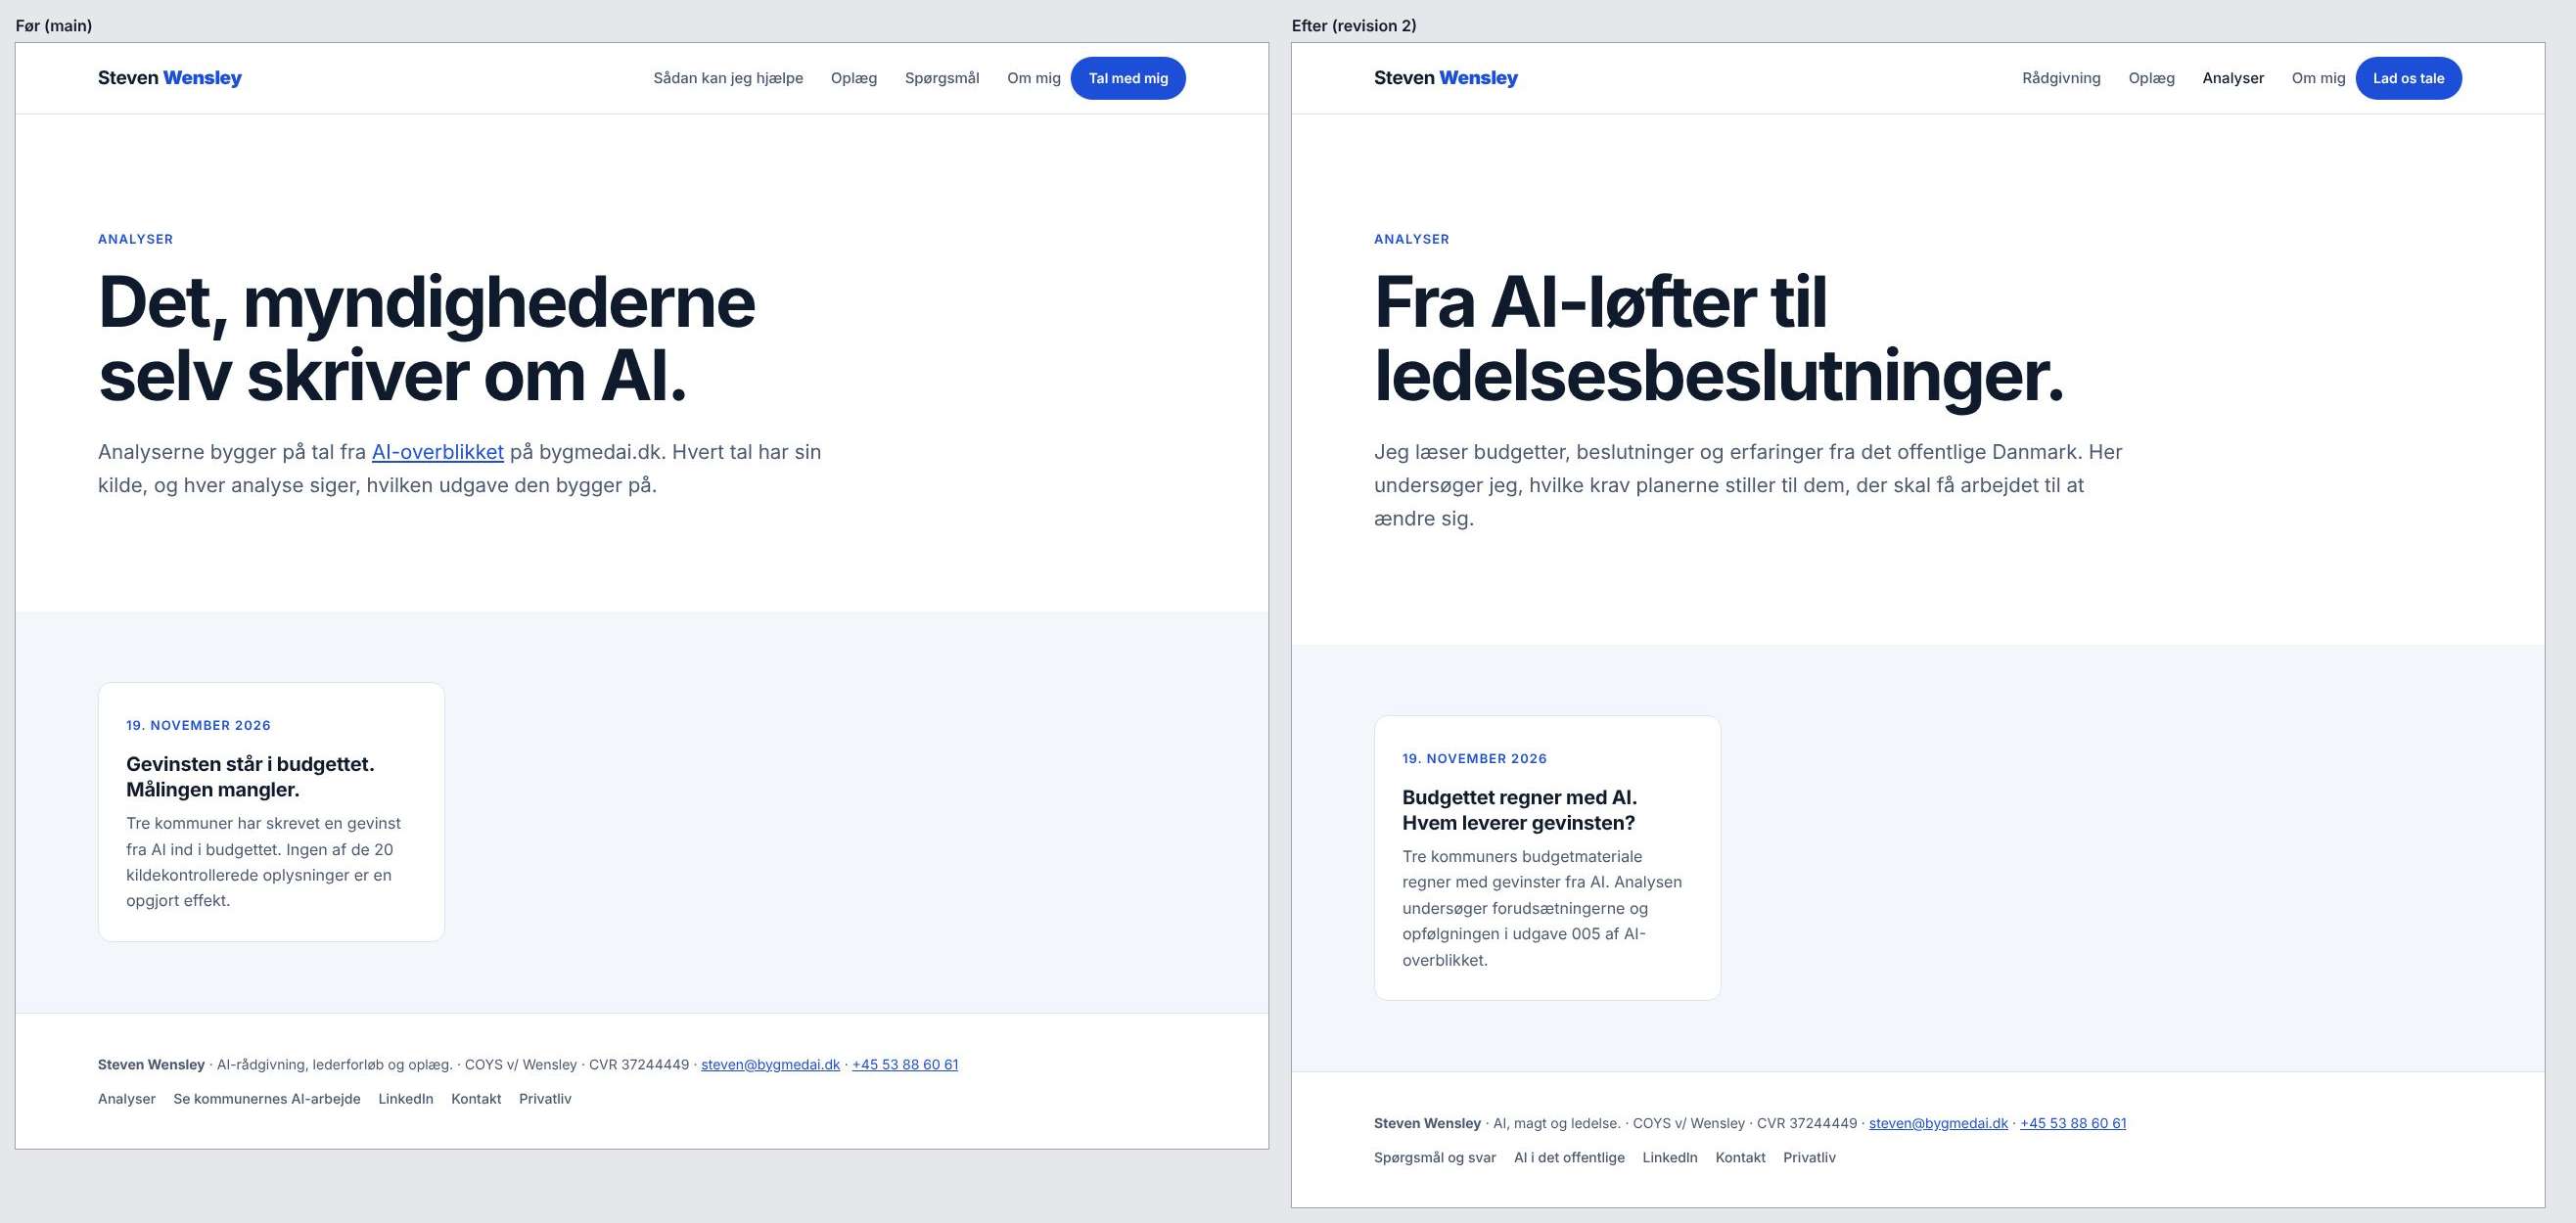 Før (main)
Steven Wensley
Sådan kan jeg hjælpe
Oplæg
Spørgsmål
Om mig
Tal med mig
ANALYSER
Det, myndighederne
selv skriver om AI.
Analyserne bygger på tal fra AI-overblikket på bygmedai.dk. Hvert tal har sin
kilde, og hver analyse siger, hvilken udgave den bygger på.
19. NOVEMBER 2026
Gevinsten står i budgettet.
Målingen mangler.
Tre kommuner har skrevet en gevinst
fra AI ind i budgettet. Ingen af de 20
kildekontrollerede oplysninger er en
opgjort effekt.
Steven Wensley · AI-rådgivning, lederforløb og oplæg. · COYS v/ Wensley · CVR 37244449 · steven@bygmedai.dk · +45 53 88 60 61
Analyser
Se kommunernes AI-arbejde
LinkedIn
Kontakt
Privatliv
Efter (revision 2)
Steven Wensley
Rådgivning
Oplæg
Analyser
Om mig
Lad os tale
ANALYSER
Fra AI-løfter til
ledelsesbeslutninger.
Jeg læser budgetter, beslutninger og erfaringer fra det offentlige Danmark. Her
undersøger jeg, hvilke krav planerne stiller til dem, der skal få arbejdet til at
ændre sig.
19. NOVEMBER 2026
Budgettet regner med AI.
Hvem leverer gevinsten?
Tre kommuners budgetmateriale
regner med gevinster fra AI. Analysen
undersøger forudsætningerne og
opfølgningen i udgave 005 af AI-
overblikket.
Steven Wensley · AI, magt og ledelse. · COYS v/ Wensley · CVR 37244449 · steven@bygmedai.dk · +45 53 88 60 61
Spørgsmål og svar
AI i det offentlige
LinkedIn
Kontakt
Privatliv